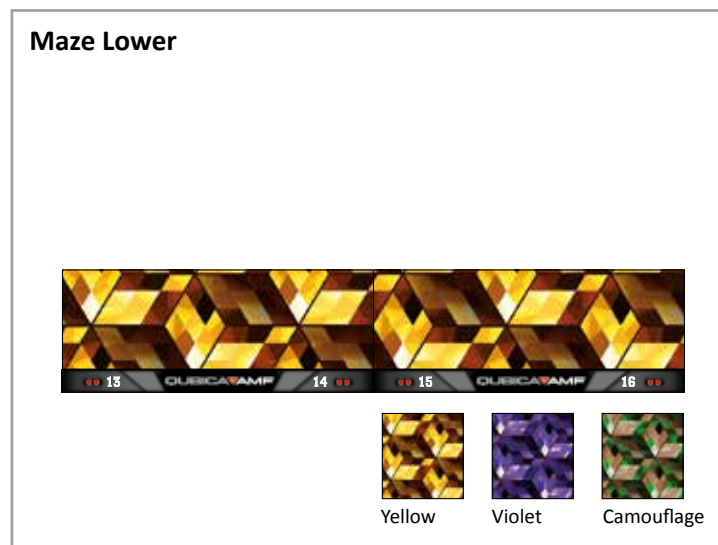 Maze Lower
13 QUBICAAMF 14 15 QUBICAAMF 16
Yellow Violet Camouflage